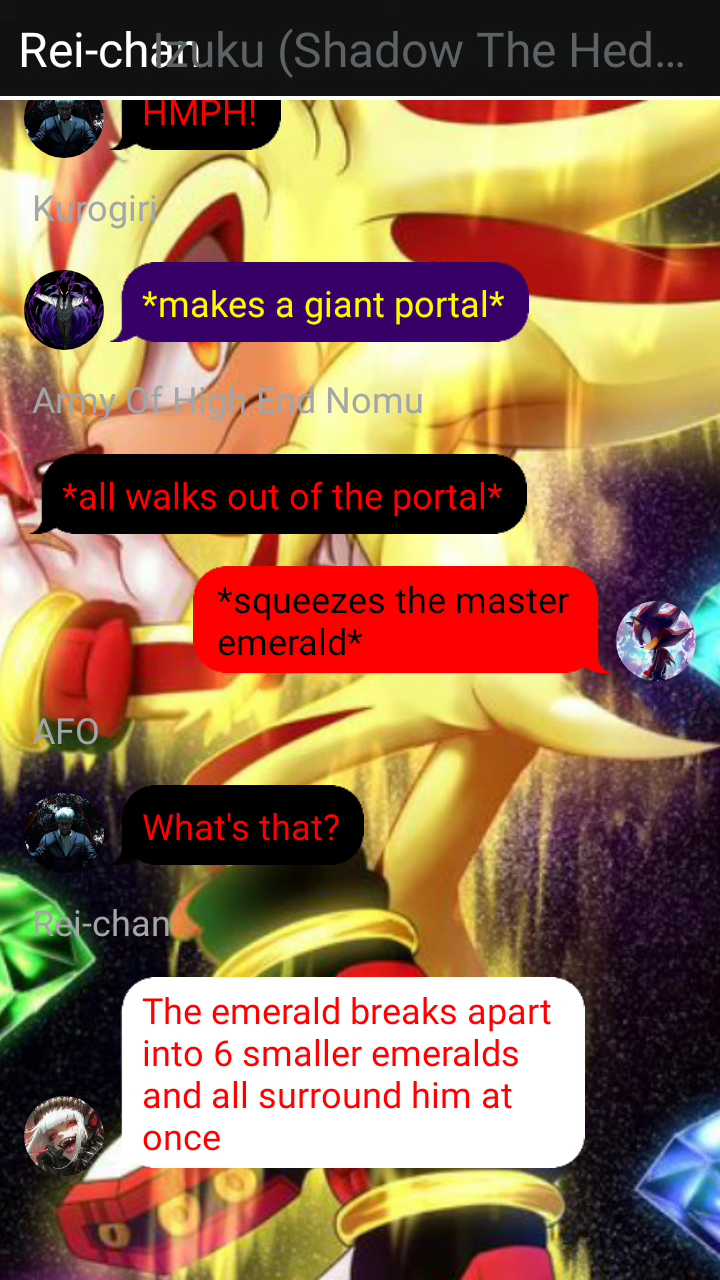 Rei-chan
Izuku (Shadow The Hed...
HMPH!
Kurogiri
*makes a giant portal*
Army Of High End Nomu
*all walks out of the portal*
*squeezes the master
emerald*
AFO
What's that?
Rei-chan
The emerald breaks apart
into 6 smaller emeralds
and all surround him at
once